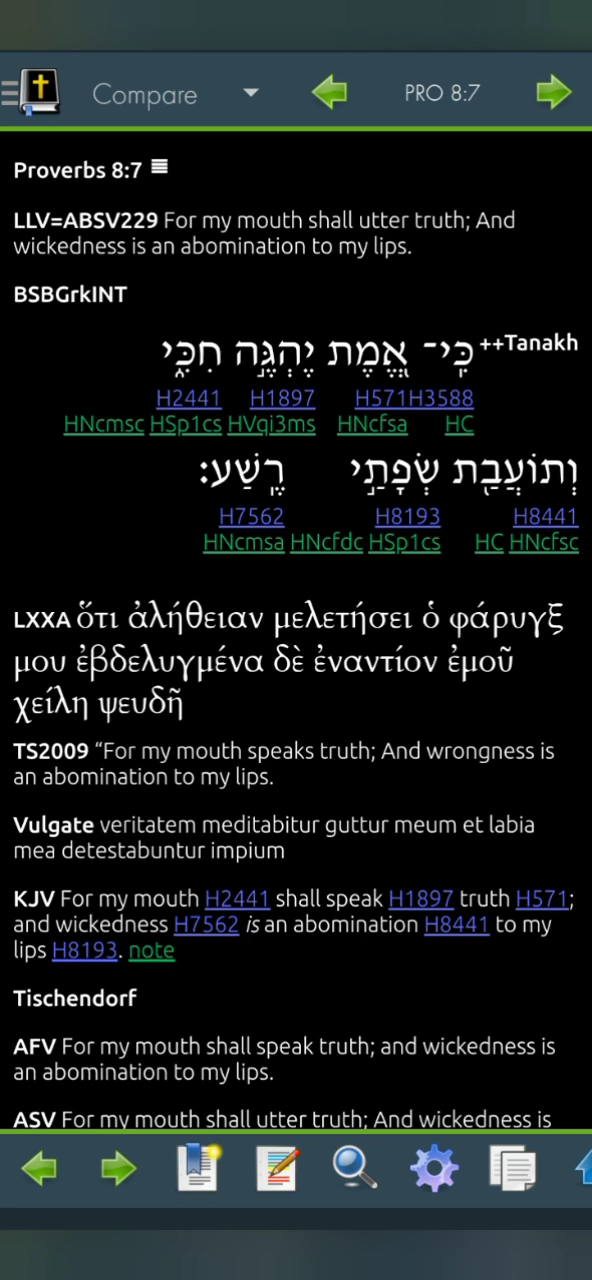 Compare PRO 8:7
Proverbs 8:7
LLV=ABSV229 For my mouth shall utter truth; And
wickedness is an abomination to my lips.
BSBGrkINT
++Tanakh כִּֽי־ אֱ֭מֶת יֶהְגֶּ֣ה חִכִּ֑י
H2441 H1897 H571H3588
HNcmsc HSp1cs HVqi3ms HNcfsa HC
וְתוֹעֲבַ֖ת שְׂפָתַ֣י רֶֽשַׁע׃
H7562 H8193 H8441
HNcmsa HNcfdc HSp1cs HC HNcfsc
LXXA ὅτι ἀλήθειαν μελετήσει ὁ φάρυγξ
μου ἐβδελυγμένα δὲ ἐναντίον ἐμοῦ
χείλη ψευδῆ
TS2009 “For my mouth speaks truth; And wrongness is
an abomination to my lips.
Vulgate veritatem meditabitur guttur meum et labia
mea detestabuntur impium
KJV For my mouth H2441 shall speak H1897 truth H571;
and wickedness H7562 is an abomination H8441 to my
lips H8193. note
Tischendorf
AFV For my mouth shall speak truth; and wickedness is
an abomination to my lips.
ASV For my mouth shall utter truth; And wickedness is